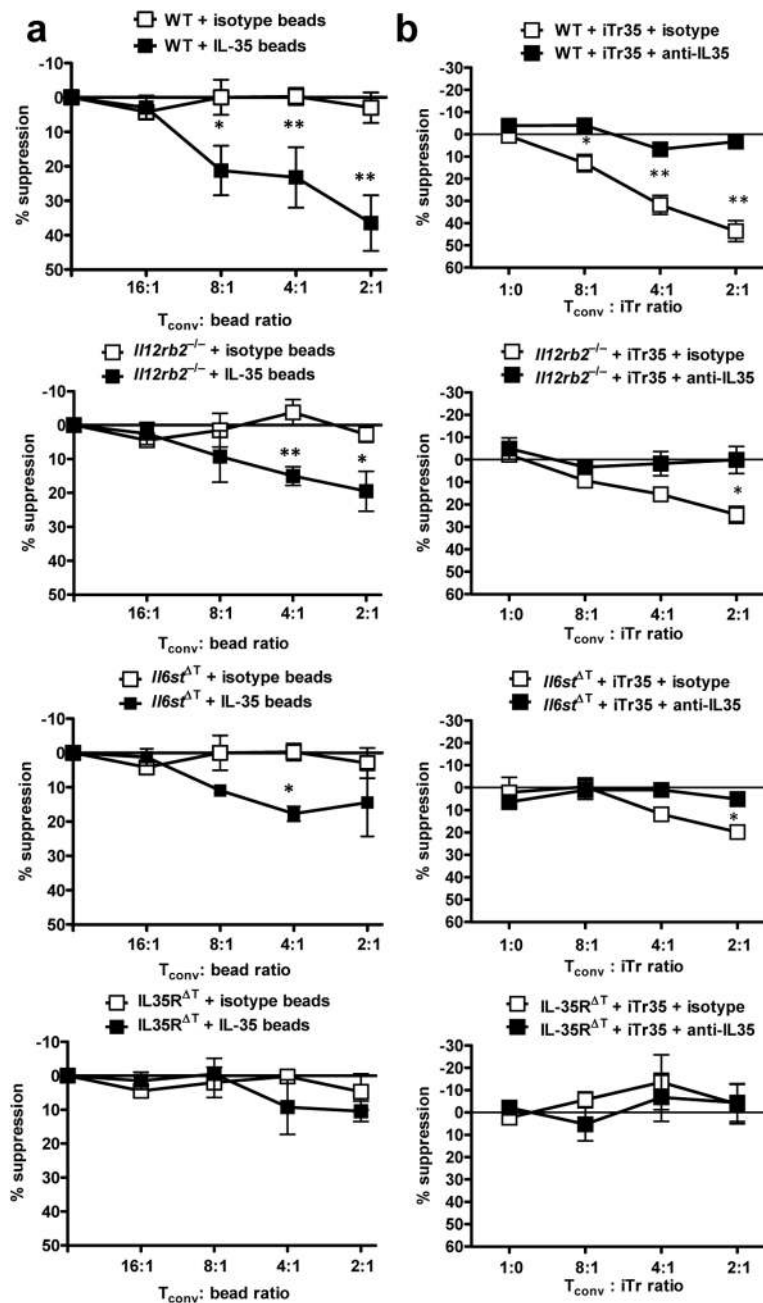 a
WT + isotype beads
WT + IL-35 beads
-10
0
10
20
30
40
50
% suppression
*
**
**
16:1 8:1 4:1 2:1
Tconv: bead ratio
b
WT + iTr35 + isotype
WT + iTr35 + anti-IL35
-30
-20
-10
0
10
20
30
40
50
60
% suppression
*
**
**
1:0 8:1 4:1 2:1
Tconv : iTr ratio
Il12rb2–/– + isotype beads
Il12rb2–/– + IL-35 beads
-10
0
10
20
30
40
50
% suppression
**
*
16:1 8:1 4:1 2:1
Tconv: bead ratio
Il12rb2–/– + iTr35 + isotype
Il12rb2–/– + iTr35 + anti-IL35
-30
-20
-10
0
10
20
30
40
50
60
% suppression
*
1:0 8:1 4:1 2:1
Tconv : iTr ratio
Il6stΔT + isotype beads
Il6stΔT + IL-35 beads
-10
0
10
20
30
40
50
% suppression
*
16:1 8:1 4:1 2:1
Tconv: bead ratio
Il6stΔT + iTr35 + isotype
Il6stΔT + iTr35 + anti-IL35
-30
-20
-10
0
10
20
30
40
50
60
% suppression
*
1:0 8:1 4:1 2:1
Tconv : iTr ratio
IL35RΔT + isotype beads
IL35RΔT + IL-35 beads
-10
0
10
20
30
40
50
% suppression
16:1 8:1 4:1 2:1
Tconv: bead ratio
IL-35RΔT + iTr35 + isotype
IL-35RΔT + iTr35 + anti-IL35
-30
-20
-10
0
10
20
30
40
50
60
% suppression
1:0 8:1 4:1 2:1
Tconv : iTr ratio